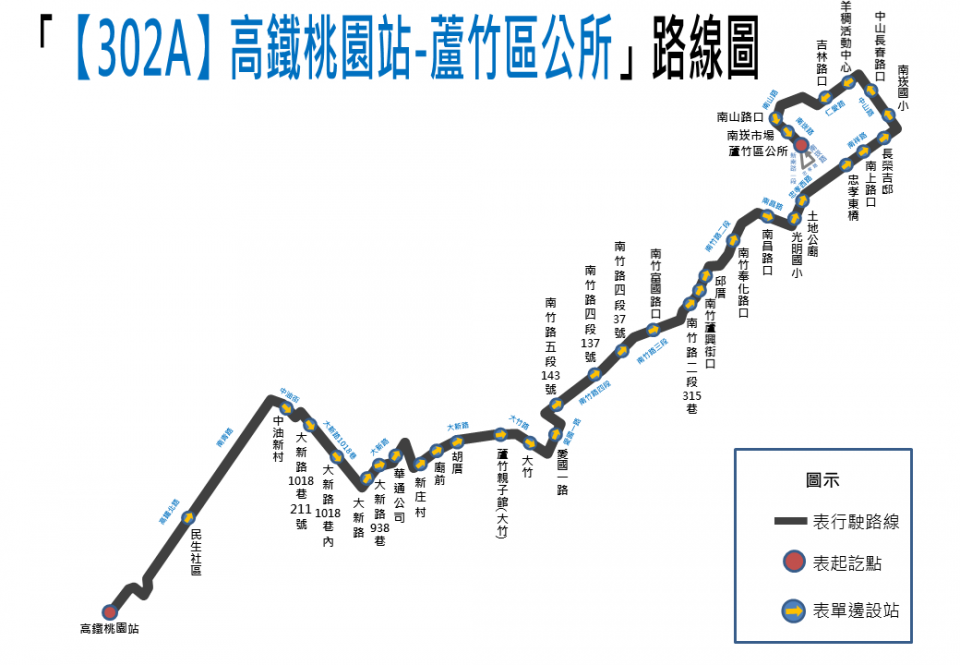 「【302A】高鐵桃園站-蘆竹區公所」路線圖
高鐵桃園站
高鐵北路
民生社區
南青路
中油街
中油新村
大新路1018巷211號
大新路1018巷
大新路1018巷內
大新路
大新路
大新路938巷
華通公司
新庄村
廟前
大新路
胡厝
蘆竹親子館(大竹)
大竹路
大竹
愛國一路
愛國一路
南竹路五段143號
南竹路四段
南竹路四段137號
南竹路四段37號
南竹路三段
南竹富國路口
南竹路二段315巷
南竹蘆興街口
邱厝
南竹路二段
南竹奉化路口
南昌路
南昌路口
光明國小
土地公廟
忠孝西路
忠孝東橋
南祥路
南上路口
長榮吉邸
南崁國小
中山路
中山長春路口
羊稠活動中心
仁愛路
吉林路口
南山路
南山路口
南崁路
南崁市場
蘆竹區公所
圖示
表行駛路線
表起訖點
表單邊設站